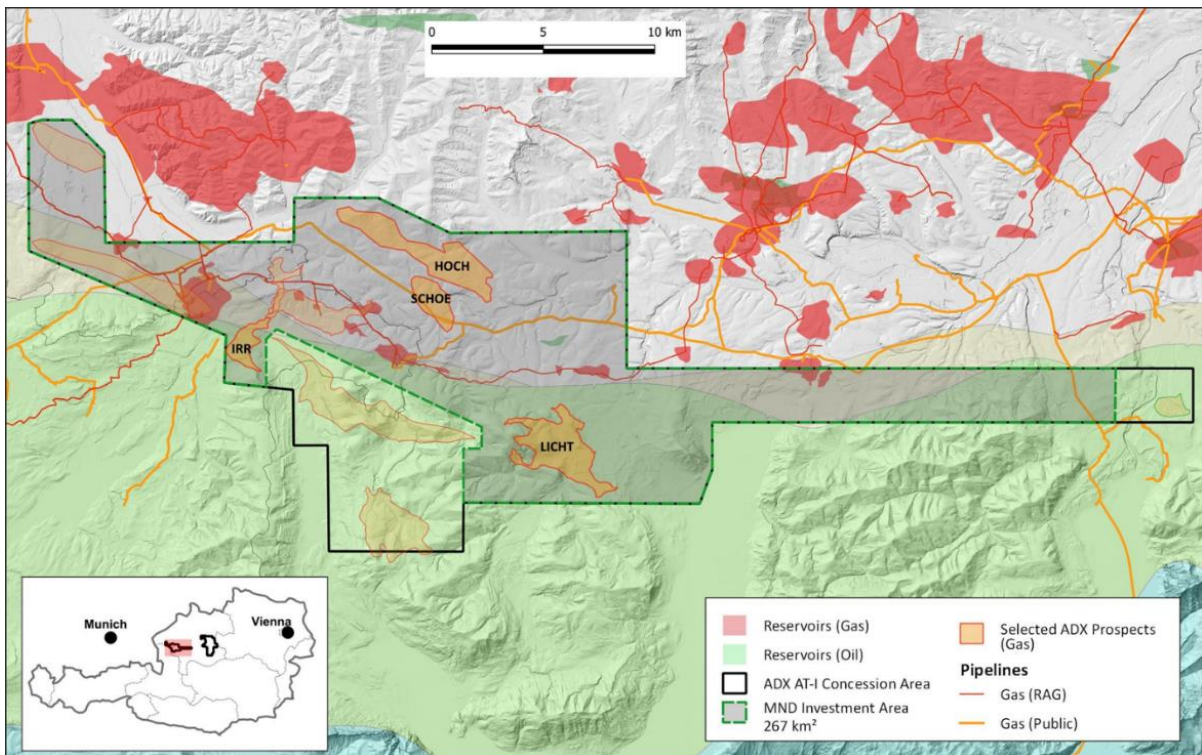 0 5 10 km
HOCH
SCHOE
IRR
LICHT
Munich
Vienna
Reservoirs (Gas)
Reservoirs (Oil)
ADX AT-I Concession Area
MND Investment Area
267 km²
Selected ADX Prospects
(Gas)
Pipelines
Gas (RAG)
Gas (Public)